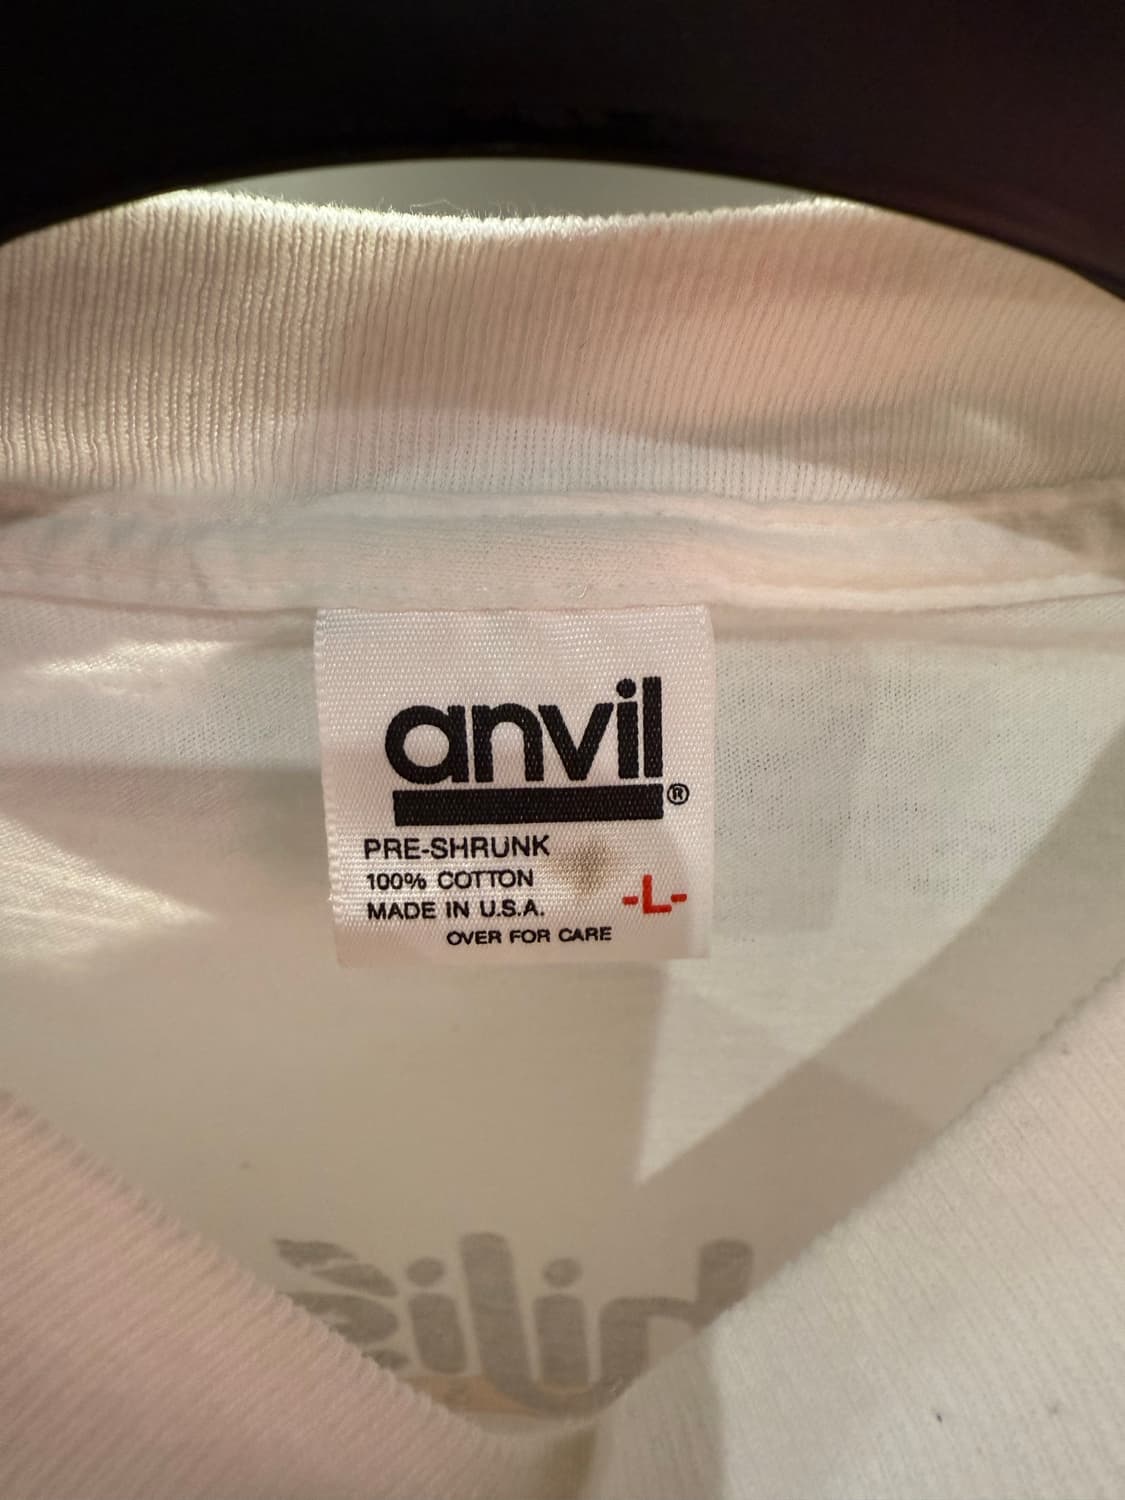 anvil®
PRE-SHRUNK
100% COTTON
-L-
MADE IN U.S.A.
OVER FOR CARE